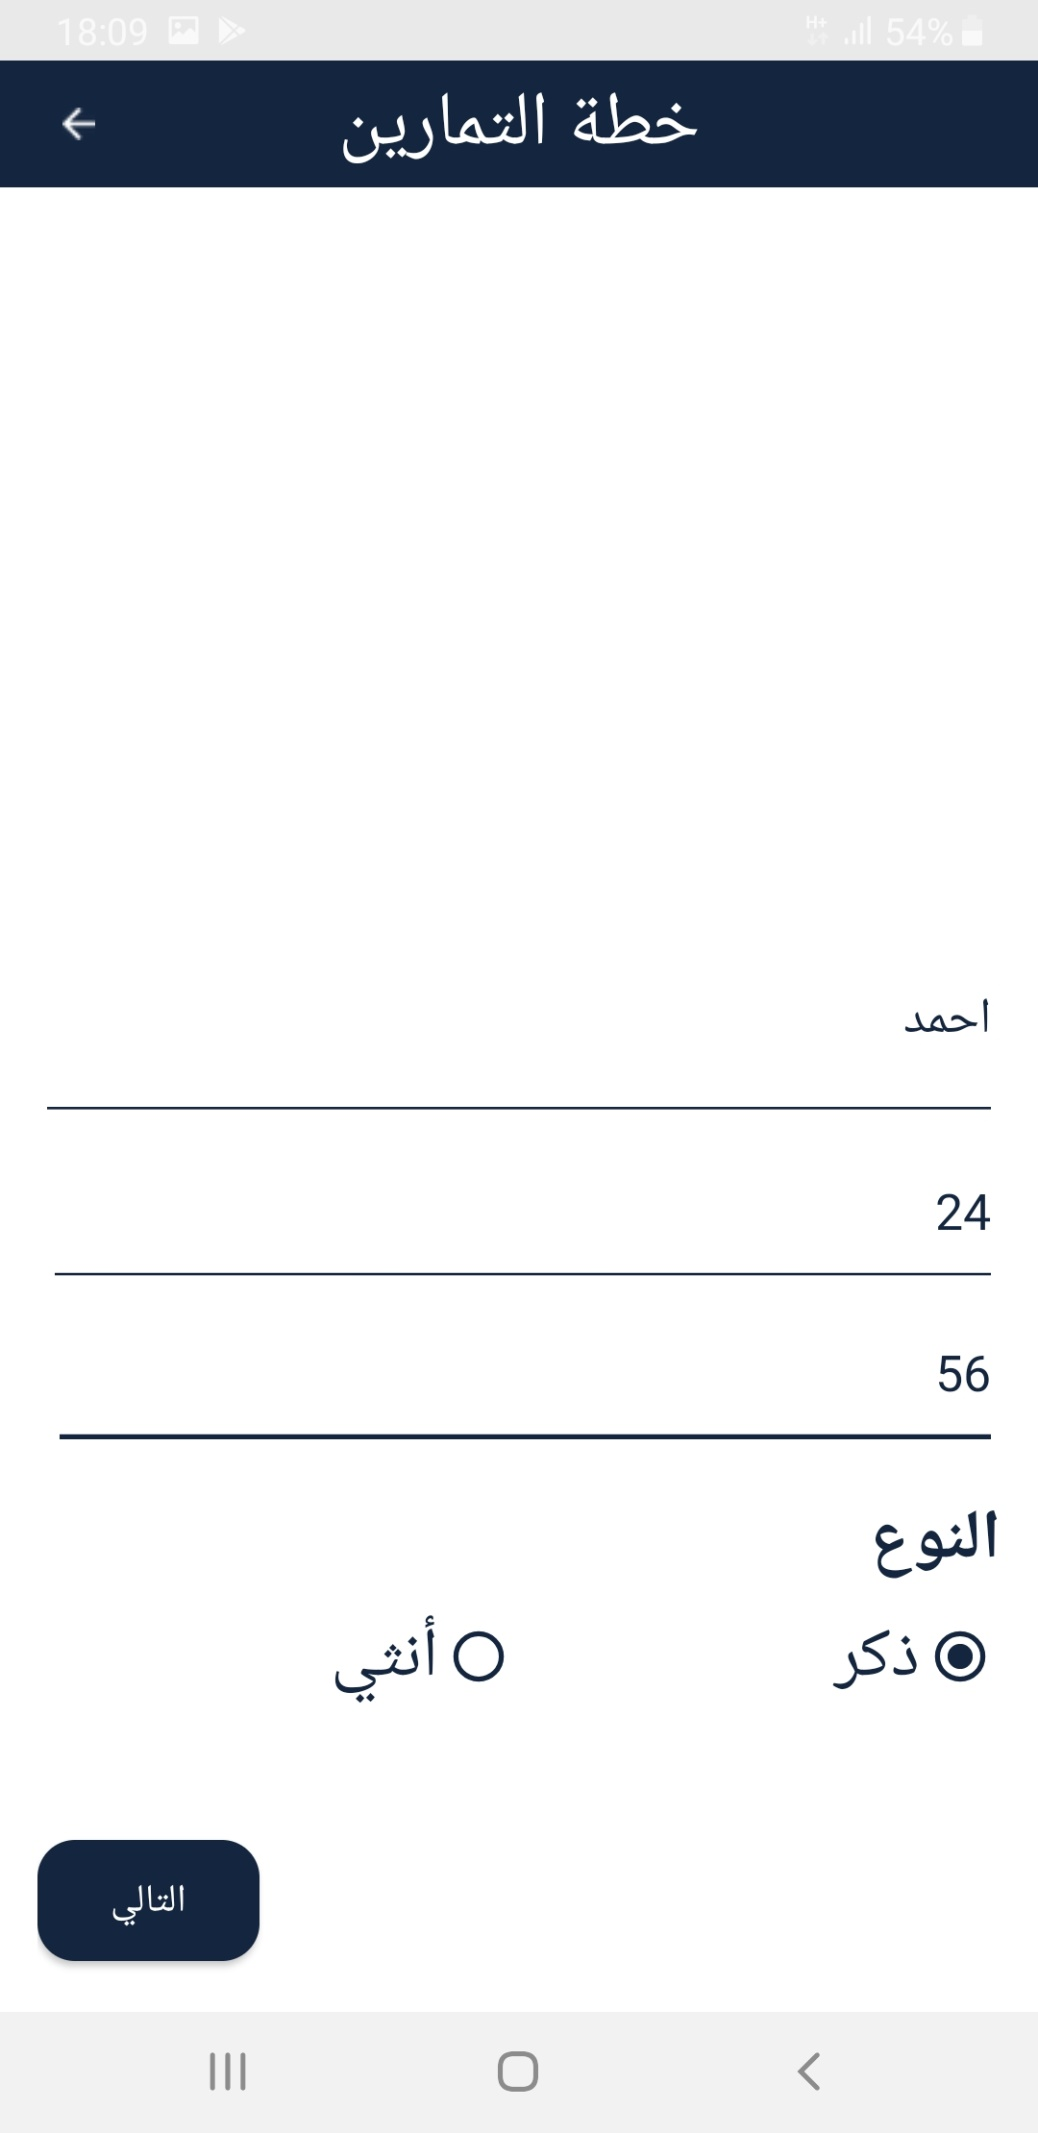 18:09 H+ 54%
خطة التمارين
احمد
24
56
النوع
ذكر أنثي
التالي